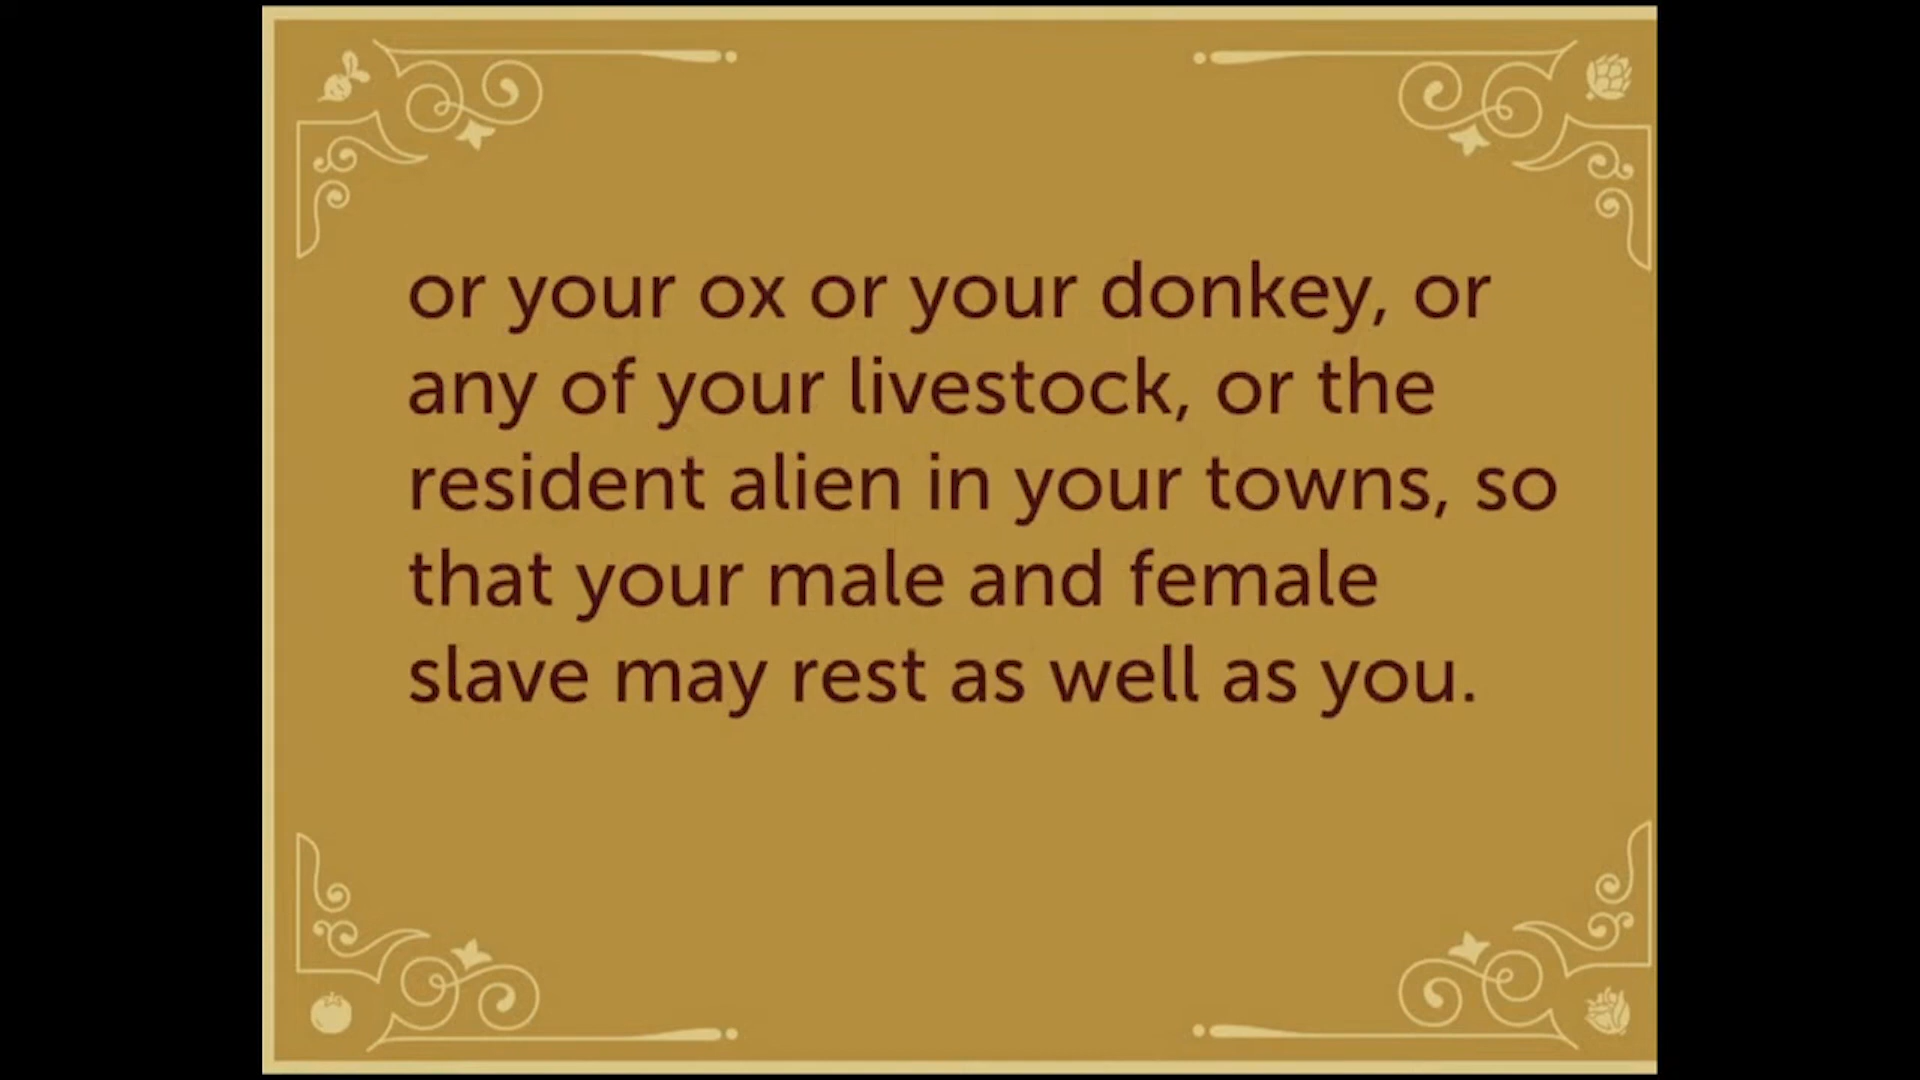 or your ox or your donkey, or
any of your livestock, or the
resident alien in your towns, so
that your male and female
slave may rest as well as you.